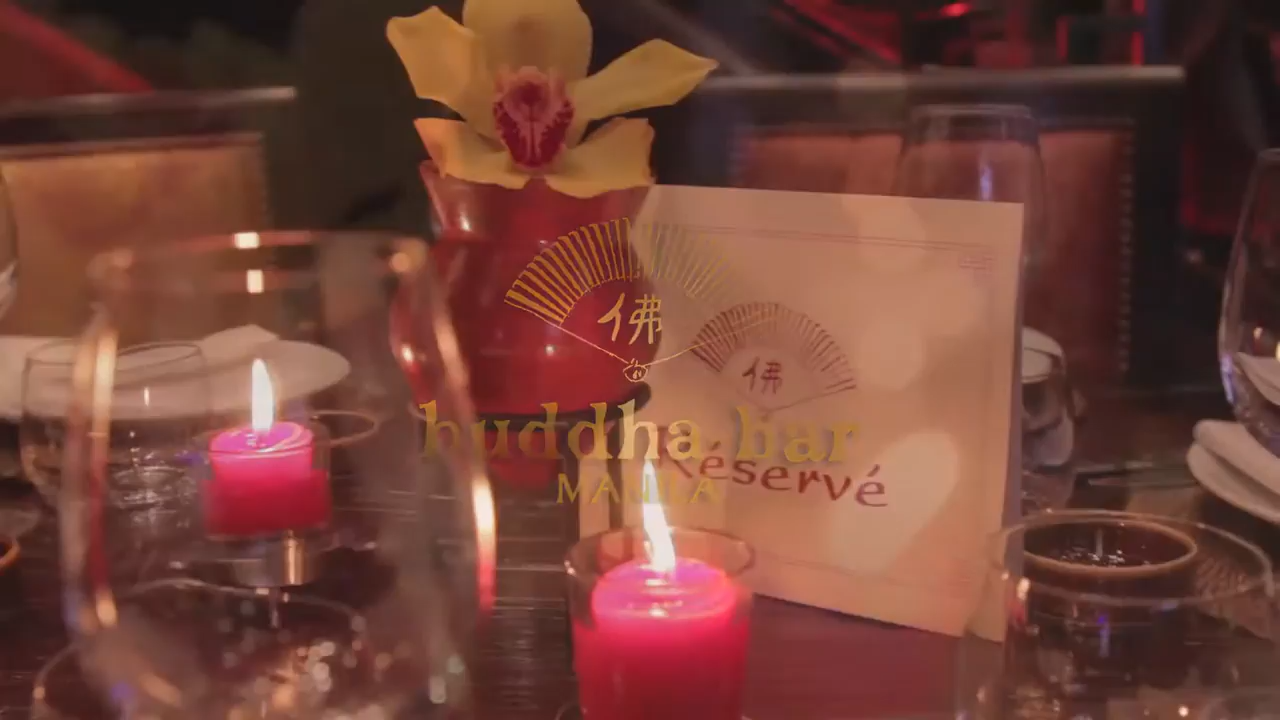 佛
buddha bar
MANILA
佛
Réservé